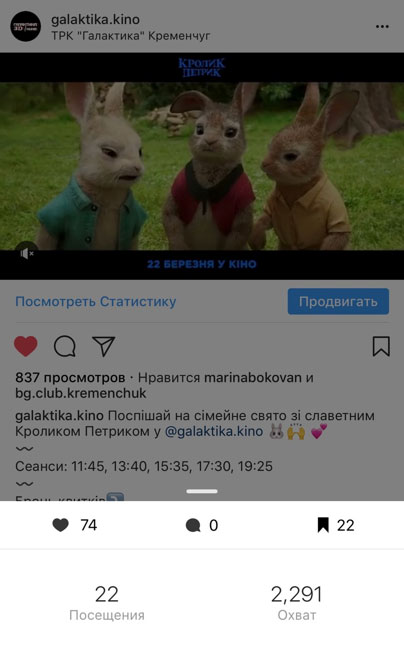 galaktika.kino
ТРК "Галактика" Кременчуг
КРОЛИК
ПЕТРИК
22 БЕРЕЗНЯ У КІНО
Посмотреть Статистику
Продвигать
837 просмотров · Нравится marinabokovan и
bg.club.kremenchuk
galaktika.kino Поспішай на сімейне свято зі славетним
Кроликом Петриком у @galaktika.kino 🐰🙌 💕
〰️
Сеанси: 11:45, 13:40, 15:35, 17:30, 19:25
〰️
Бронь квитків⤵️
74
0
22
22
2,291
Посещения
Охват